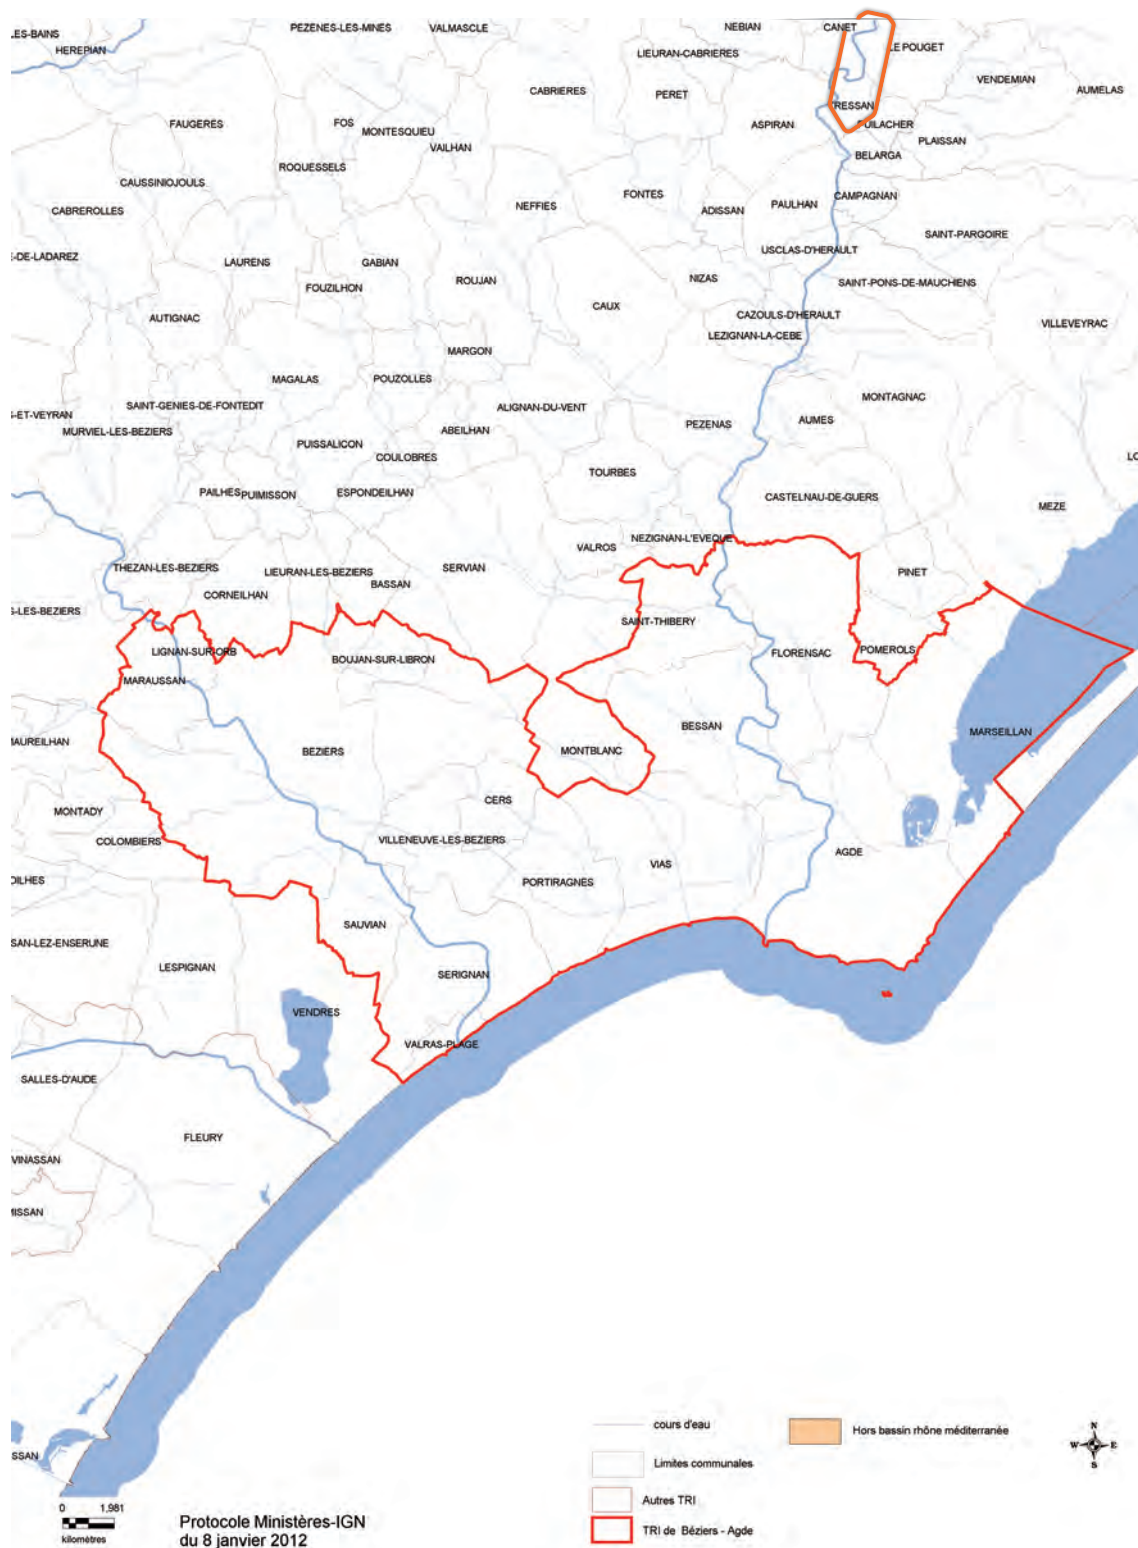 LES-BAINS
HEREPIAN
PEZENES-LES-MINES
VALMASCLE
NEBIAN
CANET
LE POUGET
LIEURAN-CABRIERES
VENDEMIAN
AUMELAS
CABRIERES
PERET
TRESSAN
FAUGERES
FOS
MONTESQUIEU
VAILHAN
ASPIRAN
PUILACHER
PLAISSAN
BELARGA
ROQUESSELS
CAUSSINIOJOULS
FONTES
CAMPAGNAN
CABREROLLES
NEFFIES
ADISSAN
PAULHAN
SAINT-PARGOIRE
E-DE-LADAREZ
LAURENS
GABIAN
USCLAS-D'HERAULT
FOUZILHON
ROUJAN
NIZAS
SAINT-PONS-DE-MAUCHIENS
AUTIGNAC
CAUX
CAZOULS-D'HERAULT
VILLEVEYRAC
LEZIGNAN-LA-CEBE
MARGON
MAGALAS
POUZOLLES
MONTAGNAC
SAINT-GENIES-DE-FONTEDIT
ALIGNAN-DU-VENT
S-ET-VEYRAN
AUMES
MURVIEL-LES-BEZIERS
ABEILHAN
PEZENAS
PUISSALICON
COULOBRES
LO
TOURBES
PAILHES
PUIMISSON
ESPONDEILHAN
CASTELNAU-DE-GUERS
MEZE
NEZIGNAN-L'EVEQUE
VALROS
THEZAN-LES-BEZIERS
LIEURAN-LES-BEZIERS
SERVIAN
PINET
CORNEILHAN
BASSAN
S-LES-BEZIERS
SAINT-THIBERY
LIGNAN-SUR-ORB
BOUJAN-SUR-LIBRON
FLORENSAC
POMEROLS
MARAUSSAN
BESSAN
MARSEILLAN
MAUREILHAN
BEZIERS
MONTBLANC
CERS
MONTADY
COLOMBIERS
VILLENEUVE-LES-BEZIERS
AGDE
VIAS
OILHES
PORTIRAGNES
SAUVIAN
SAN-LEZ-ENSERUNE
LESPIGNAN
SERIGNAN
VENDRES
VALRAS-PLAGE
SALLES-D'AUDE
FLEURY
VINASSAN
MISSAN
SSAN
cours d'eau
Hors bassin rhône méditerranée
Limites communales
Autres TRI
TRI de Béziers - Agde
N
W
E
S
0 1,981
kilomètres
Protocole Ministères-IGN
du 8 janvier 2012